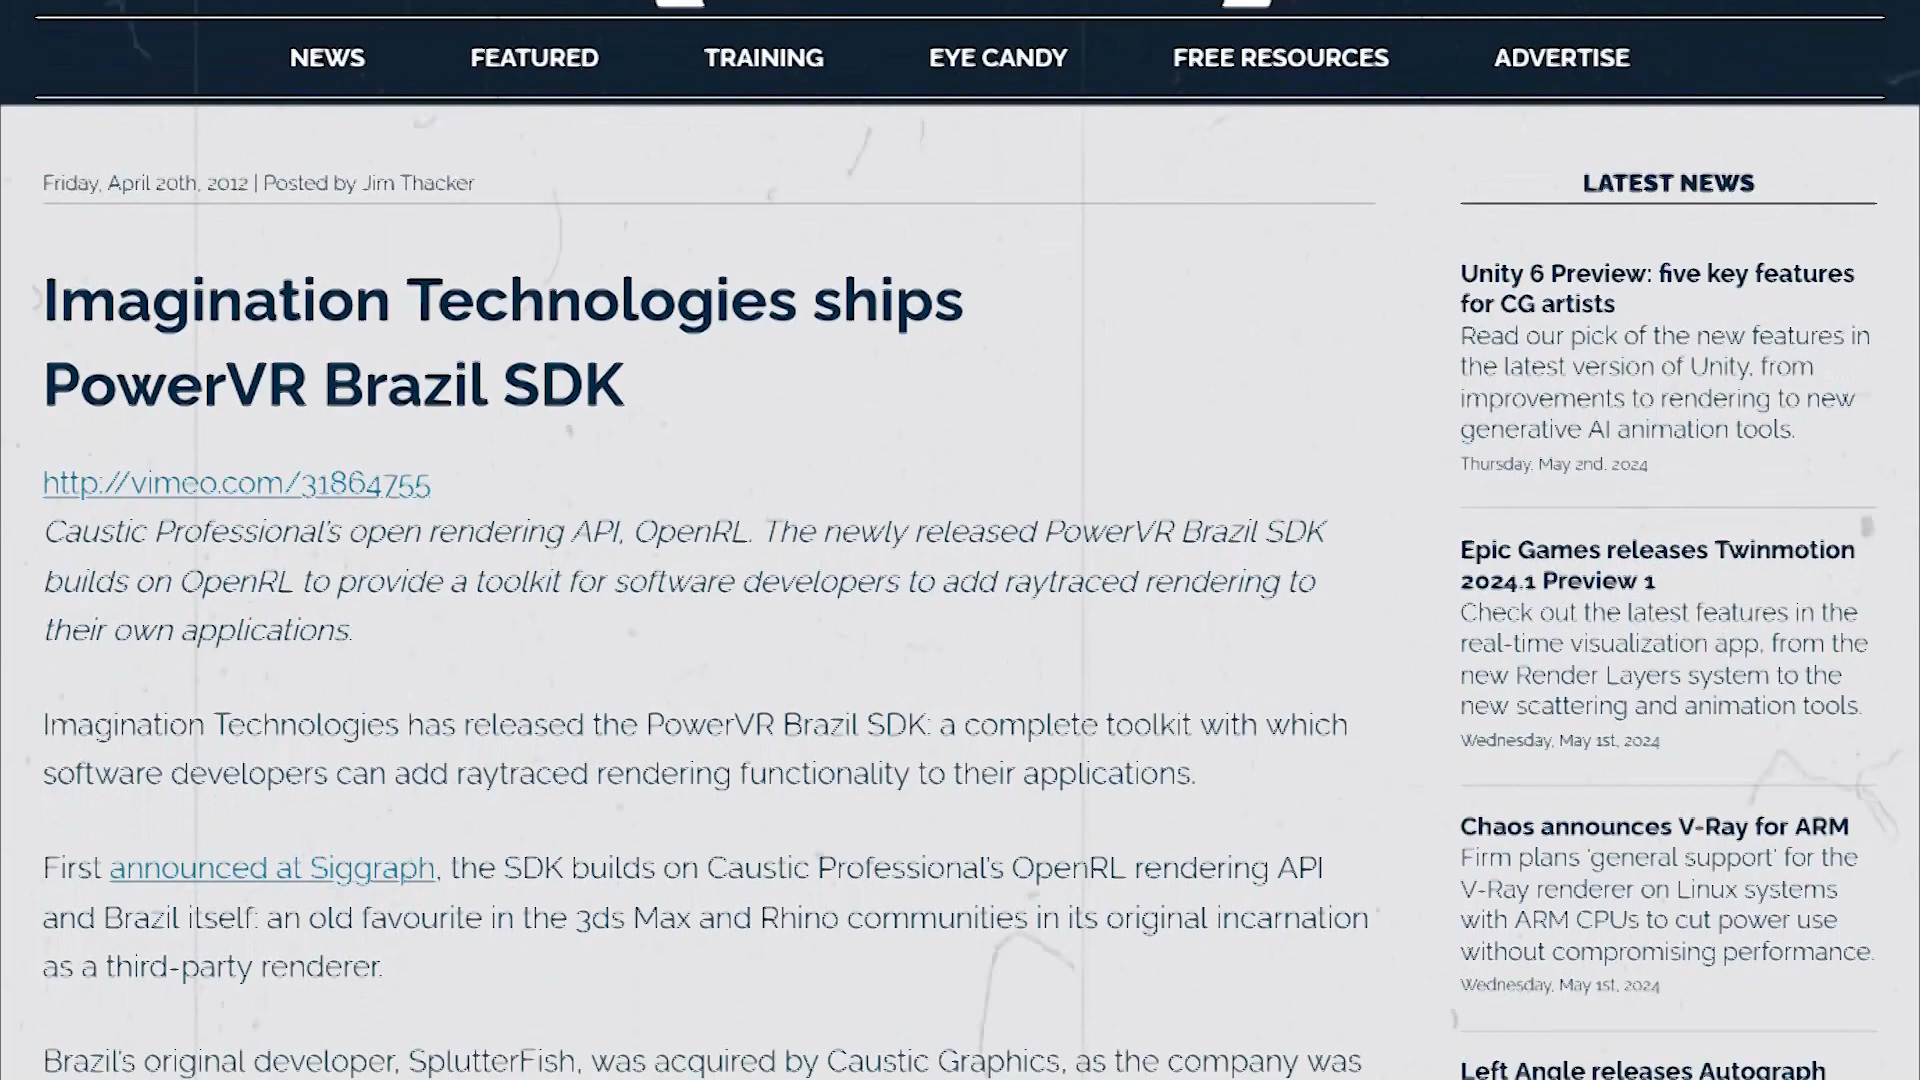 NEWS FEATURED TRAINING EYE CANDY FREE RESOURCES ADVERTISE
Friday, April 20th, 2012 | Posted by Jim Thacker
Imagination Technologies ships
PowerVR Brazil SDK
http://vimeo.com/31864755
Caustic Professional's open rendering API, OpenRL. The newly released PowerVR Brazil SDK
builds on OpenRL to provide a toolkit for software developers to add raytraced rendering to
their own applications.
Imagination Technologies has released the PowerVR Brazil SDK: a complete toolkit with which
software developers can add raytraced rendering functionality to their applications.
First announced at Siggraph, the SDK builds on Caustic Professional's OpenRL rendering API
and Brazil itself: an old favourite in the 3ds Max and Rhino communities in its original incarnation
as a third-party renderer.
Brazil's original developer, SplutterFish, was acquired by Caustic Graphics, as the company was
LATEST NEWS
Unity 6 Preview: five key features
for CG artists
Read our pick of the new features in
the latest version of Unity, from
improvements to rendering to new
generative AI animation tools.
Thursday, May 2nd, 2024
Epic Games releases Twinmotion
2024.1 Preview 1
Check out the latest features in the
real-time visualization app, from the
new Render Layers system to the
new scattering and animation tools.
Wednesday, May 1st, 2024
Chaos announces V-Ray for ARM
Firm plans 'general support' for the
V-Ray renderer on Linux systems
with ARM CPUs to cut power use
without compromising performance.
Wednesday, May 1st, 2024
Left Angle releases Autograph